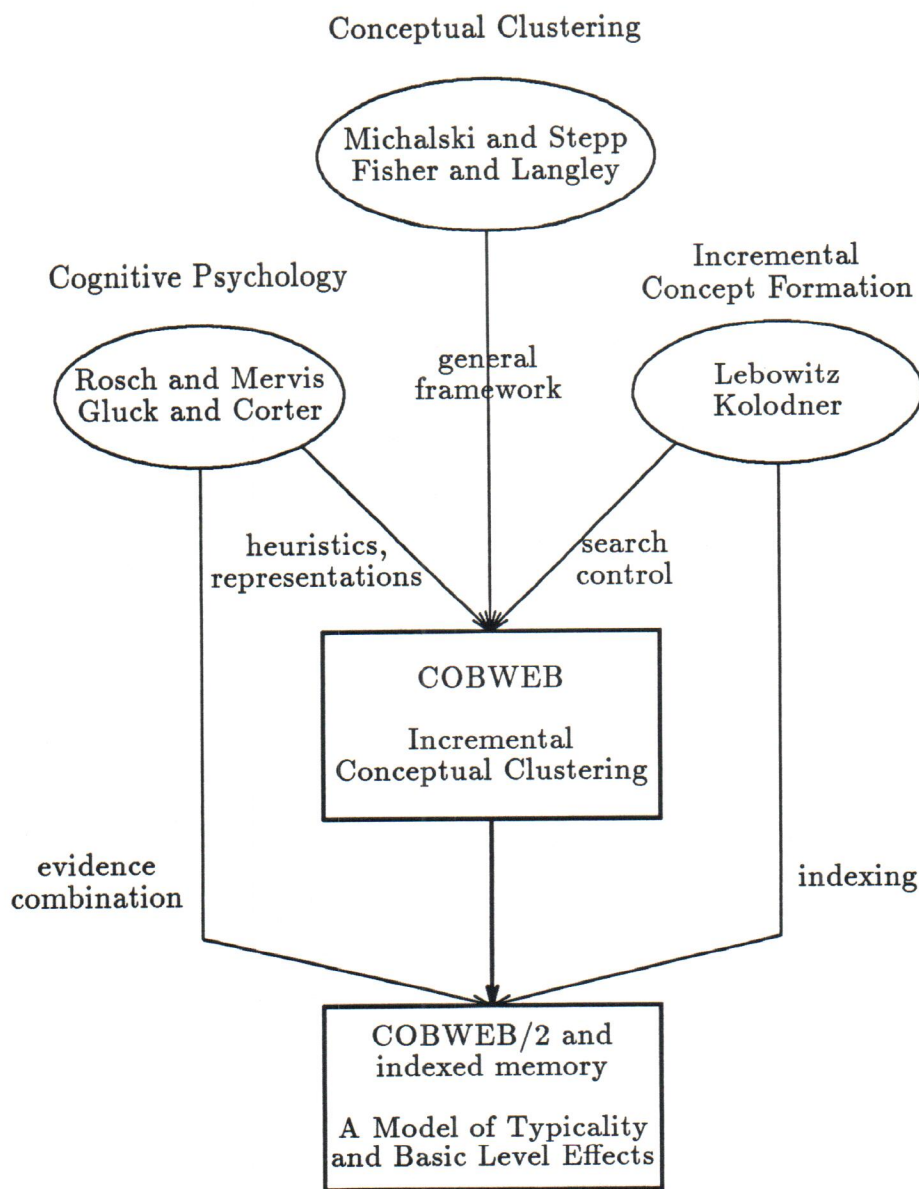 Conceptual Clustering
Michalski and Stepp
Fisher and Langley
Cognitive Psychology
Incremental
Concept Formation
Rosch and Mervis
Gluck and Corter
general
framework
Lebowitz
Kolodner
heuristics,
representations
search
control
COBWEB
Incremental
Conceptual Clustering
evidence
combination
indexing
COBWEB/2 and
indexed memory
A Model of Typicality
and Basic Level Effects